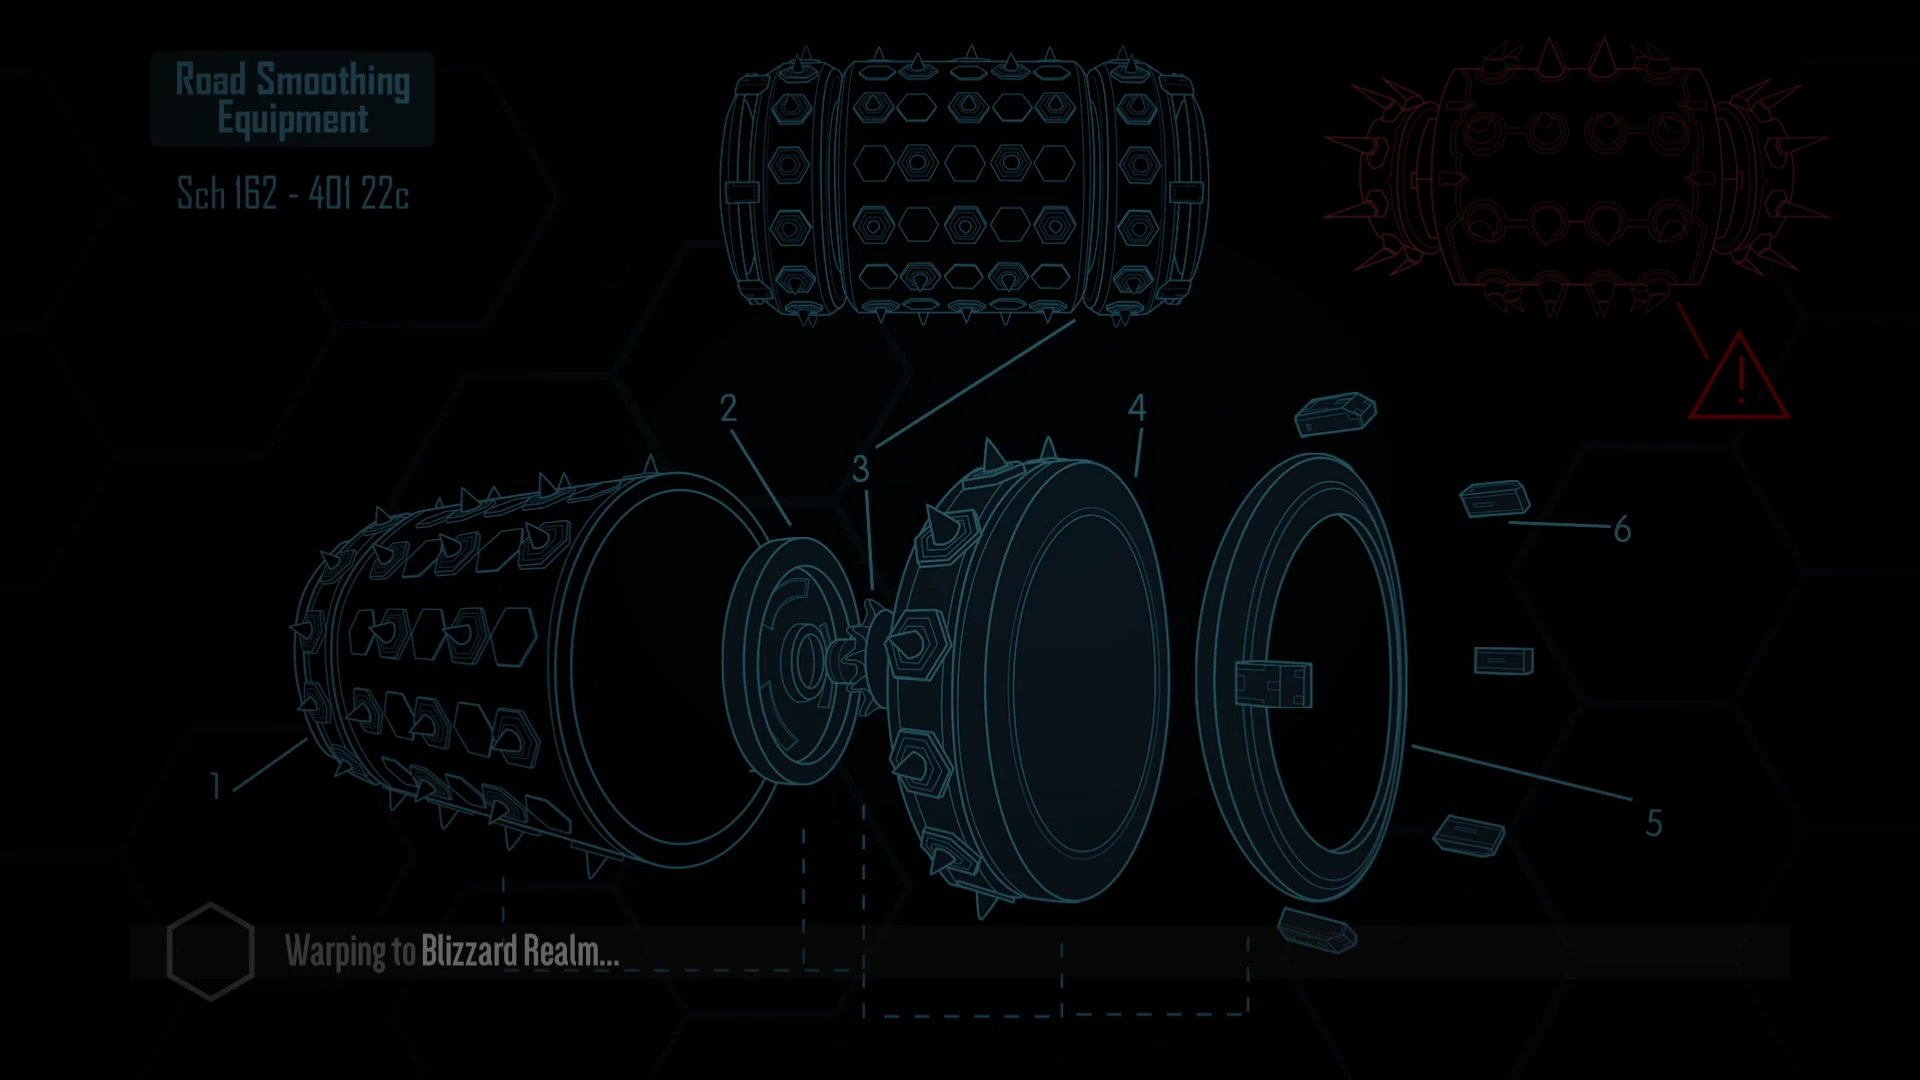 Road Smoothing
Equipment
Sch 162 - 401 22c
2
4
3
6
1
5
Warping to Blizzard Realm...